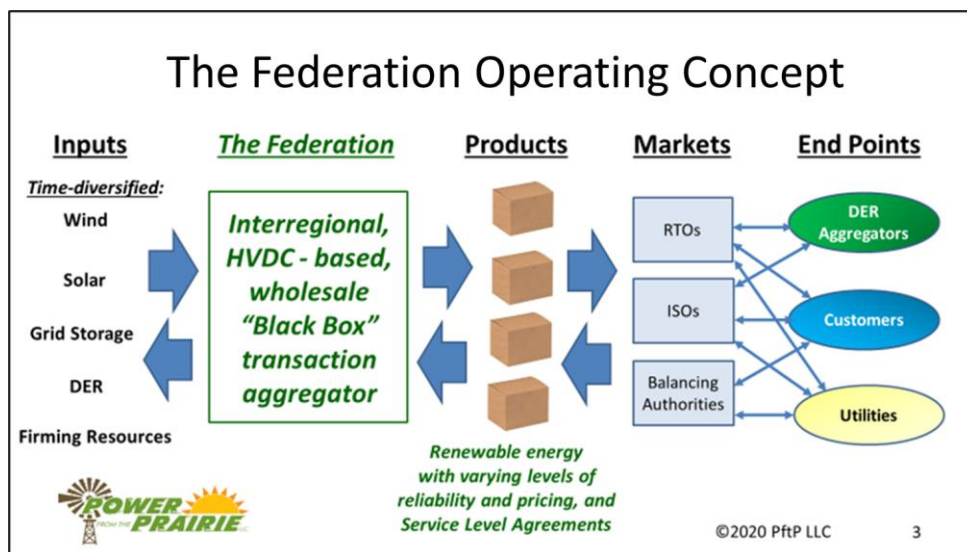 The Federation Operating Concept
Inputs
Time-diversified:
Wind
Solar
Grid Storage
DER
Firming Resources
The Federation
Interregional,
HVDC - based,
wholesale
“Black Box”
transaction
aggregator
Products
Renewable energy
with varying levels of
reliability and pricing, and
Service Level Agreements
Markets
RTOs
ISOs
Balancing
Authorities
End Points
DER
Aggregators
Customers
Utilities
POWER
FROM THE
PRAIRIE
©2020 PftP LLC
3